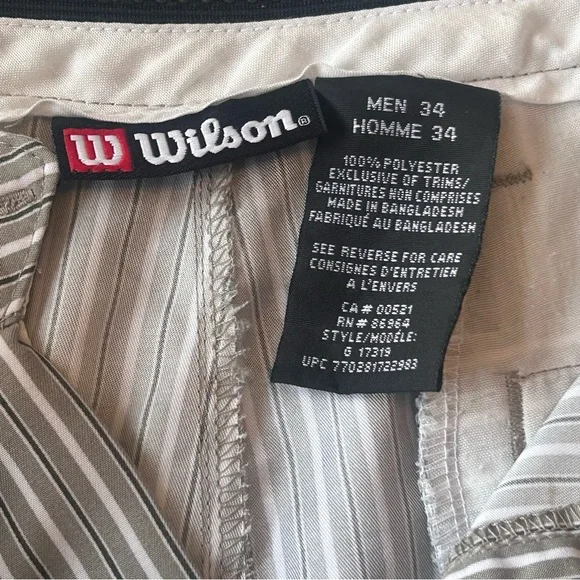 W Wilson®
MEN 34
HOMME 34
100% POLYESTER
EXCLUSIVE OF TRIMS/
GARNITURES NON COMPRISES
MADE IN BANGLADESH
FABRIQUÉ AU BANGLADESH
SEE REVERSE FOR CARE
CONSIGNES D'ENTRETIEN
A L'ENVERS
CA# 00521
RN# 86964
STYLE/MODÉLE:
G 17319
UPC 770281722983